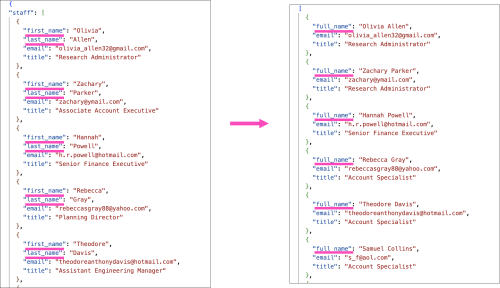 {
"staff": [
{
"first_name": "Olivia",
"last_name": "Allen",
"email": "olivia_allen32@gmail.com",
"title": "Research Administrator"
},
{
"first_name": "Zachary",
"last_name": "Parker",
"email": "zachary@ymail.com",
"title": "Associate Account Executive"
},
{
"first_name": "Hannah",
"last_name": "Powell",
"email": "h.r.powell@hotmail.com",
"title": "Senior Finance Executive"
},
{
"first_name": "Rebecca",
"last_name": "Gray",
"email": "rebeccasgray88@yahoo.com",
"title": "Planning Director"
},
{
"first_name": "Theodore",
"last_name": "Davis",
"email": "theodoreanthonydavis@hotmail.com",
"title": "Assistant Engineering Manager"
},
{
[
{
"full_name": "Olivia Allen",
"email": "olivia_allen32@gmail.com",
"title": "Research Administrator"
},
{
"full_name": "Zachary Parker",
"email": "zachary@ymail.com",
"title": "Research Administrator"
},
{
"full_name": "Hannah Powell",
"email": "h.r.powell@hotmail.com",
"title": "Senior Finance Executive"
},
{
"full_name": "Rebecca Gray",
"email": "rebeccasgray88@yahoo.com",
"title": "Account Specialist"
},
{
"full_name": "Theodore Davis",
"email": "theodoreanthonydavis@hotmail.com",
"title": "Account Specialist"
},
{
"full_name": "Samuel Collins",
"email": "s_f@aol.com",
"title": "Account Specialist"
},